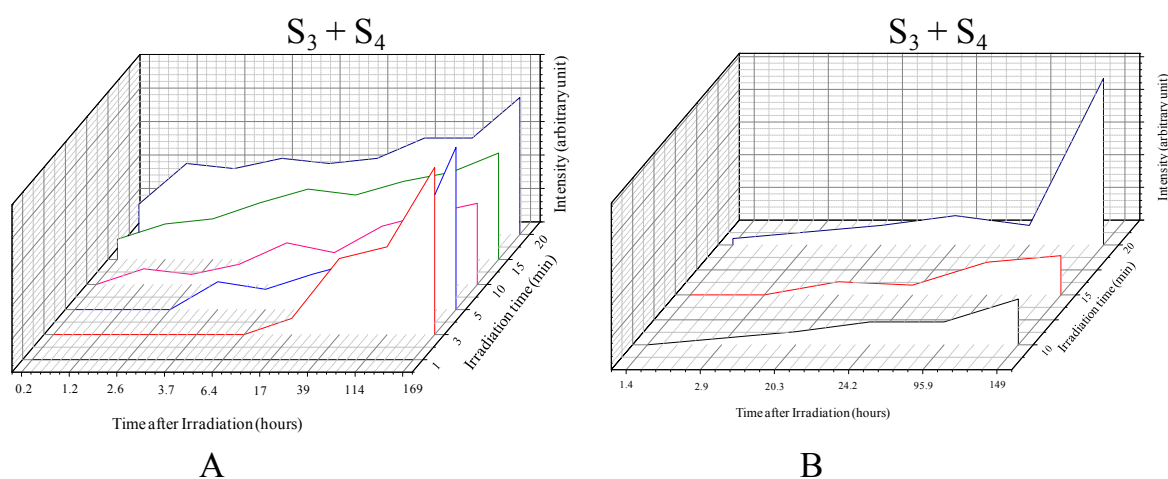 S₃ + S₄
Intensity (arbitrary unit)
20
15
10
5
3
1
Irradiation time (min)
0.2 1.2 2.6 3.7 6.4 17 39 114 169
Time after Irradiation (hours)
A
S₃ + S₄
Intensity (arbitrary unit)
20
15
10
Irradiation time (min)
1.4 2.9 20.3 24.2 95.9 149
Time after Irradiation (hours)
B